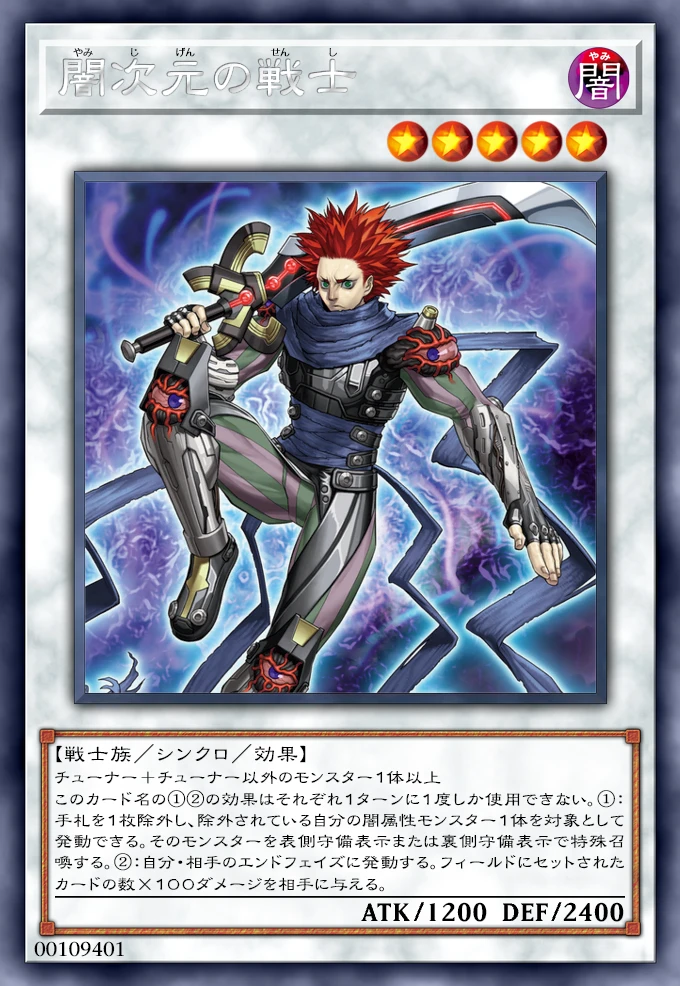 やみ じ げん せん し
闇次元の戦士
やみ
闇
【戦士族／シンクロ／効果】
チューナー＋チューナー以外のモンスター1体以上
このカード名の①②の効果はそれぞれ1ターンに1度しか使用できない。①：
手札を1枚除外し、除外されている自分の闇属性モンスター1体を対象として
発動できる。そのモンスターを表側守備表示または裏側守備表示で特殊召
喚する。②：自分・相手のエンドフェイズに発動する。フィールドにセットされた
カードの数×100ダメージを相手に与える。
ATK/1200 DEF/2400
00109401